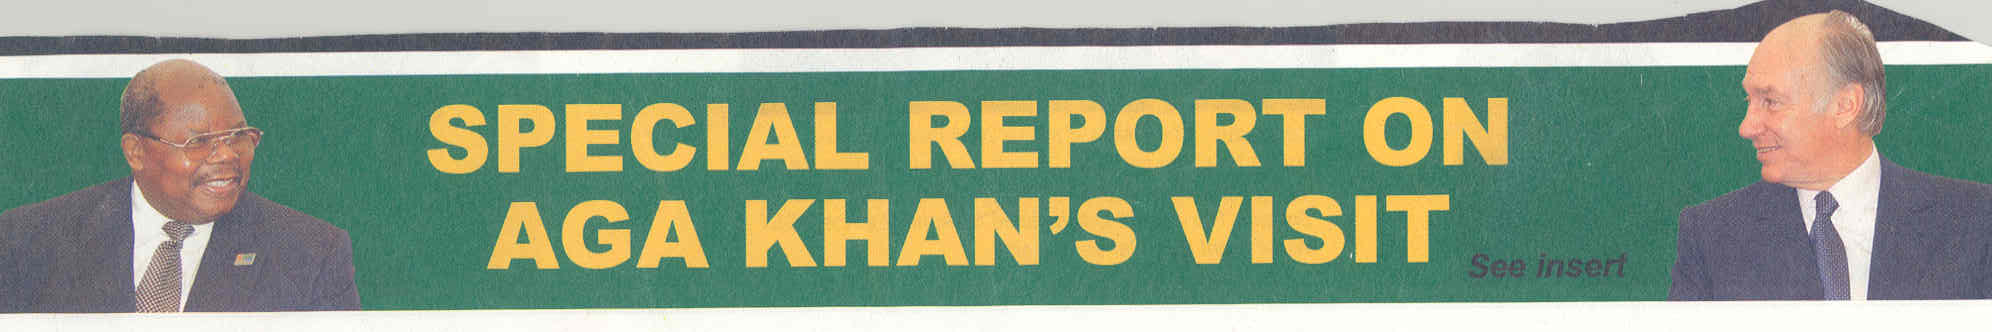 SPECIAL REPORT ON
AGA KHAN'S VISIT
See insert